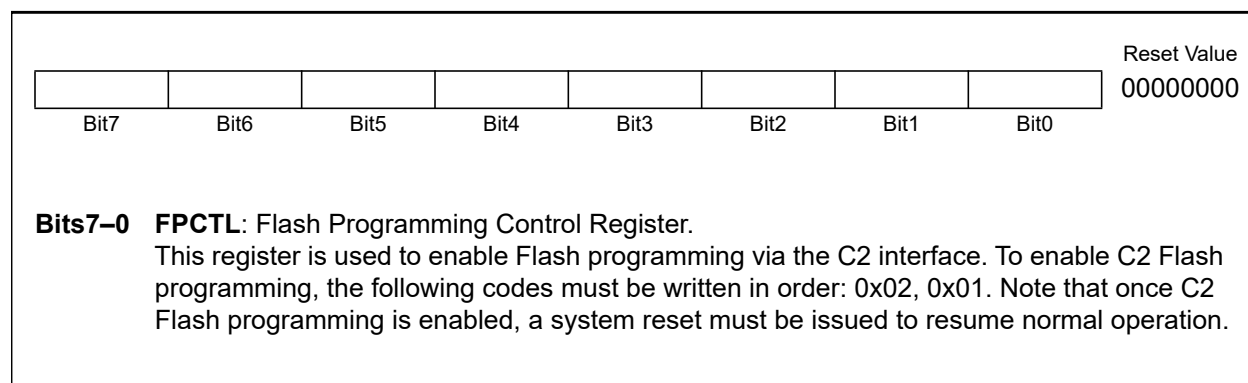 Reset Value
00000000
Bit7 Bit6 Bit5 Bit4 Bit3 Bit2 Bit1 Bit0
Bits7–0 FPCTL: Flash Programming Control Register.
This register is used to enable Flash programming via the C2 interface. To enable C2 Flash
programming, the following codes must be written in order: 0x02, 0x01. Note that once C2
Flash programming is enabled, a system reset must be issued to resume normal operation.